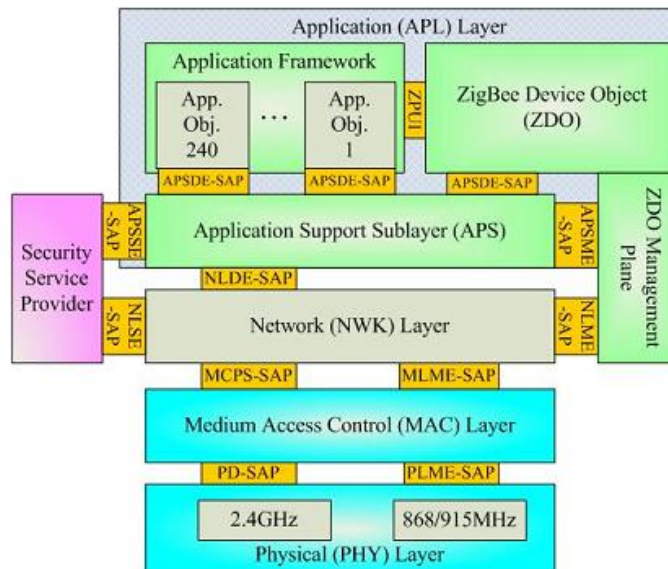 Application (APL) Layer
Application Framework
App.
Obj.
240
...
App.
Obj.
1
ZPUI
ZigBee Device Object
(ZDO)
APSDE-SAP
APSDE-SAP
APSDE-SAP
Security
Service
Provider
APSSE
-SAP
Application Support Sublayer (APS)
APSME
-SAP
ZDO Management
Plane
NLDE-SAP
NLSE
-SAP
Network (NWK) Layer
NLME
-SAP
MCPS-SAP
MLME-SAP
Medium Access Control (MAC) Layer
PD-SAP
PLME-SAP
2.4GHz
868/915MHz
Physical (PHY) Layer